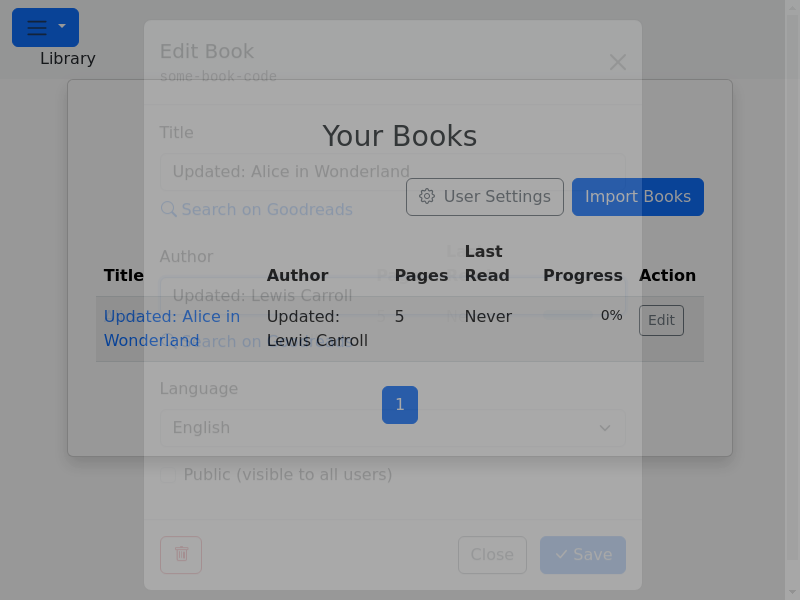 Library
Edit Book
some-book-code
Your Books
Title
Updated: Alice in Wonderland
User Settings
Import Books
Search on Goodreads
Author
Updated: Lewis Carroll
Search on Goodreads
Title Author Pages Last Read Progress Action
Updated: Alice in Wonderland
Updated: Lewis Carroll
5
Never
0%
Edit
Language
English
1
Public (visible to all users)
Close
Save